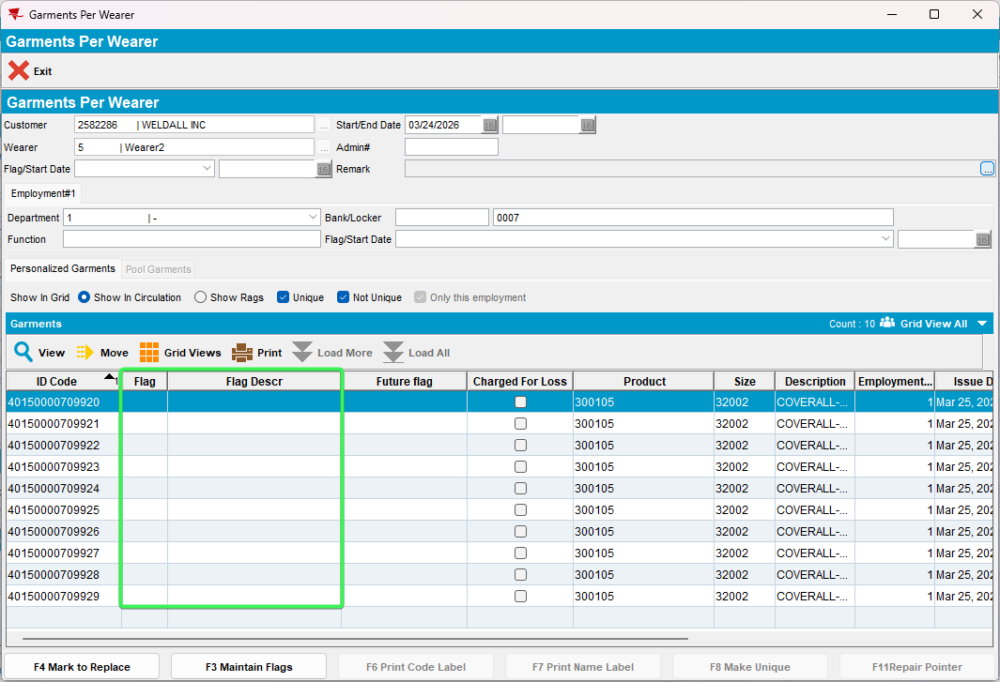 Garments Per Wearer
Garments Per Wearer
Exit
Garments Per Wearer
Customer 2582286 | WELDALL INC ... Start/End Date 03/24/2026 16 16
Wearer 5 | Wearer2 ... Admin#
Flag/Start Date 16 Remark ...
Employment#1
Department 1 | - Bank/Locker 0007
Function Flag/Start Date 16
Personalized Garments Pool Garments
Show In Grid Show In Circulation Show Rags Unique Not Unique Only this employment
Garments Count : 10 Grid View All
View Move Grid Views Print Load More Load All
ID Code 1 Flag Flag Descr Future flag Charged For Loss Product Size Description Employment... Issue D
40150000709920 300105 32002 COVERALL-... 1 Mar 25, 202
40150000709921 300105 32002 COVERALL-... 1 Mar 25, 202
40150000709922 300105 32002 COVERALL-... 1 Mar 25, 202
40150000709923 300105 32002 COVERALL-... 1 Mar 25, 202
40150000709924 300105 32002 COVERALL-... 1 Mar 25, 202
40150000709925 300105 32002 COVERALL-... 1 Mar 25, 202
40150000709926 300105 32002 COVERALL-... 1 Mar 25, 202
40150000709927 300105 32002 COVERALL-... 1 Mar 25, 202
40150000709928 300105 32002 COVERALL-... 1 Mar 25, 202
40150000709929 300105 32002 COVERALL-... 1 Mar 25, 202
F4 Mark to Replace F3 Maintain Flags F6 Print Code Label F7 Print Name Label F8 Make Unique F11Repair Pointer